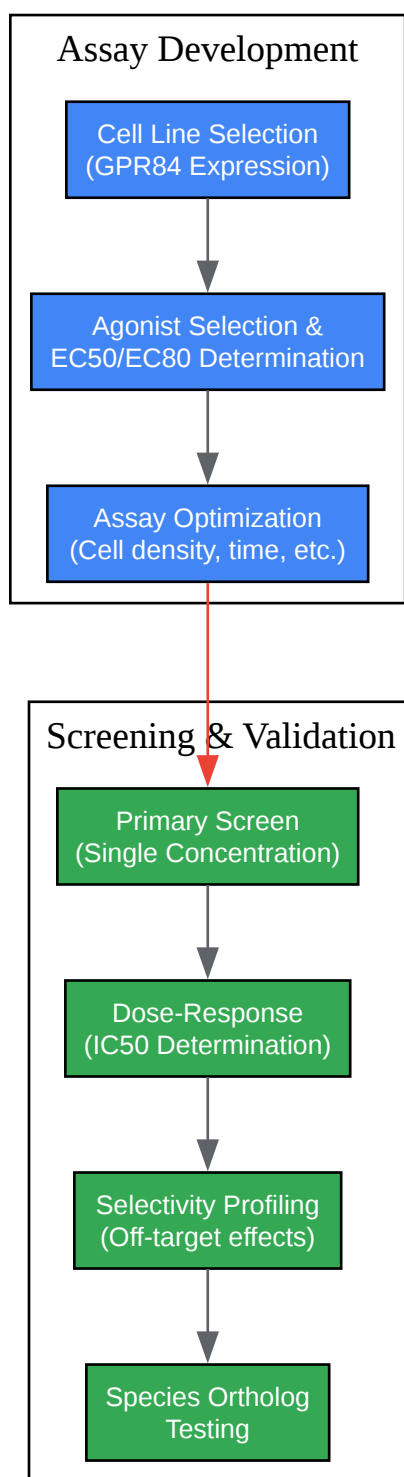 Assay Development
Cell Line Selection
(GPR84 Expression)
Agonist Selection &
EC50/EC80 Determination
Assay Optimization
(Cell density, time, etc.)
Screening & Validation
Primary Screen
(Single Concentration)
Dose-Response
(IC50 Determination)
Selectivity Profiling
(Off-target effects)
Species Ortholog
Testing